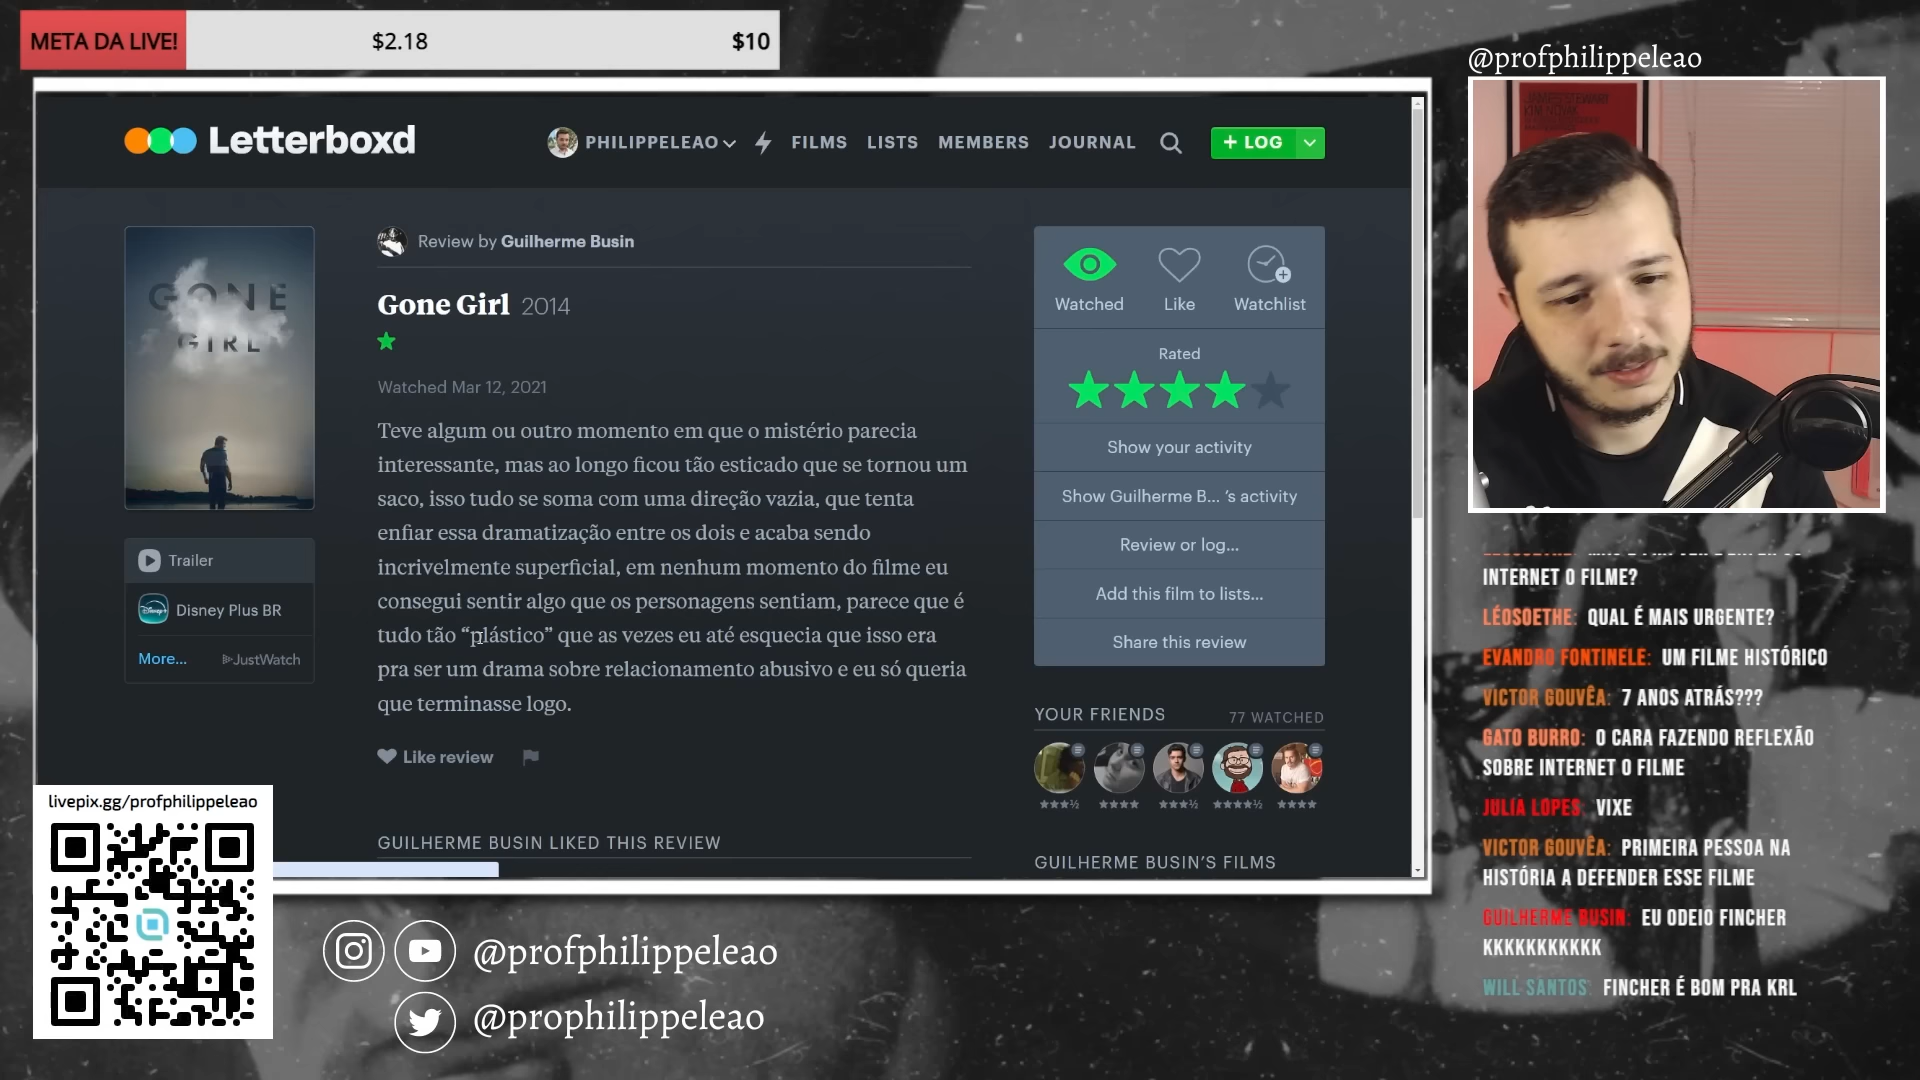 META DA LIVE!
$2.18
$10
@profphilippeleao
Letterboxd
PHILIPPELEAO
FILMS
LISTS
MEMBERS
JOURNAL
+ LOG
GONE
GIRL
Review by Guilherme Busin
Gone Girl 2014
Watched Mar 12, 2021
Teve algum ou outro momento em que o mistério parecia
interessante, mas ao longo ficou tão esticado que se tornou um
saco, isso tudo se soma com uma direção vazia, que tenta
enfiar essa dramatização entre os dois e acaba sendo
incrivelmente superficial, em nenhum momento do filme eu
consegui sentir algo que os personagens sentiam, parece que é
tudo tão “plástico” que as vezes eu até esquecia que isso era
pra ser um drama sobre relacionamento abusivo e eu só queria
que terminasse logo.
Like review
GUILHERME BUSIN LIKED THIS REVIEW
Trailer
Disney Plus BR
More...
JustWatch
Watched
Like
Watchlist
Rated
Show your activity
Show Guilherme B... ’s activity
Review or log...
Add this film to lists...
Share this review
YOUR FRIENDS
77 WATCHED
★★★½
★★★★
★★★½
★★★★½
★★★★
GUILHERME BUSIN’S FILMS
INTERNET O FILME?
LÉOSOETHE: QUAL É MAIS URGENTE?
EVANDRO FONTINELE: UM FILME HISTÓRICO
VICTOR GOUVÊA: 7 ANOS ATRÁS???
GATO BURRO: O CARA FAZENDO REFLEXÃO
SOBRE INTERNET O FILME
JULIA LOPES: VIXE
VICTOR GOUVÊA: PRIMEIRA PESSOA NA
HISTÓRIA A DEFENDER ESSE FILME
GUILHERME BUSIN: EU ODEIO FINCHER
KKKKKKKKKKK
WILL SANTOS: FINCHER É BOM PRA KRL
livepix.gg/profphilippeleao
@profphilippeleao
@prophilippeleao